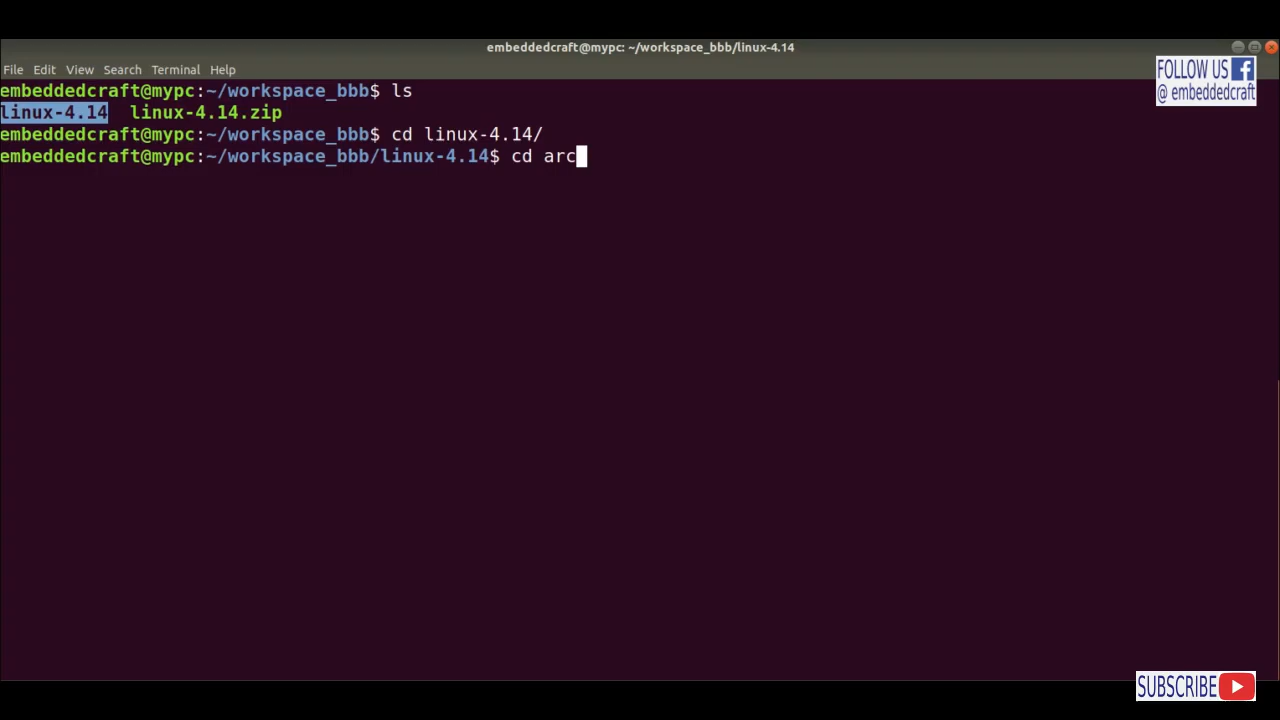 embeddedcraft@mypc: ~/workspace_bbb/linux-4.14
File Edit View Search Terminal Help
FOLLOW US
@ embeddedcraft
embeddedcraft@mypc:~/workspace_bbb$ ls
linux-4.14 linux-4.14.zip
embeddedcraft@mypc:~/workspace_bbb$ cd linux-4.14/
embeddedcraft@mypc:~/workspace_bbb/linux-4.14$ cd arc
SUBSCRIBE